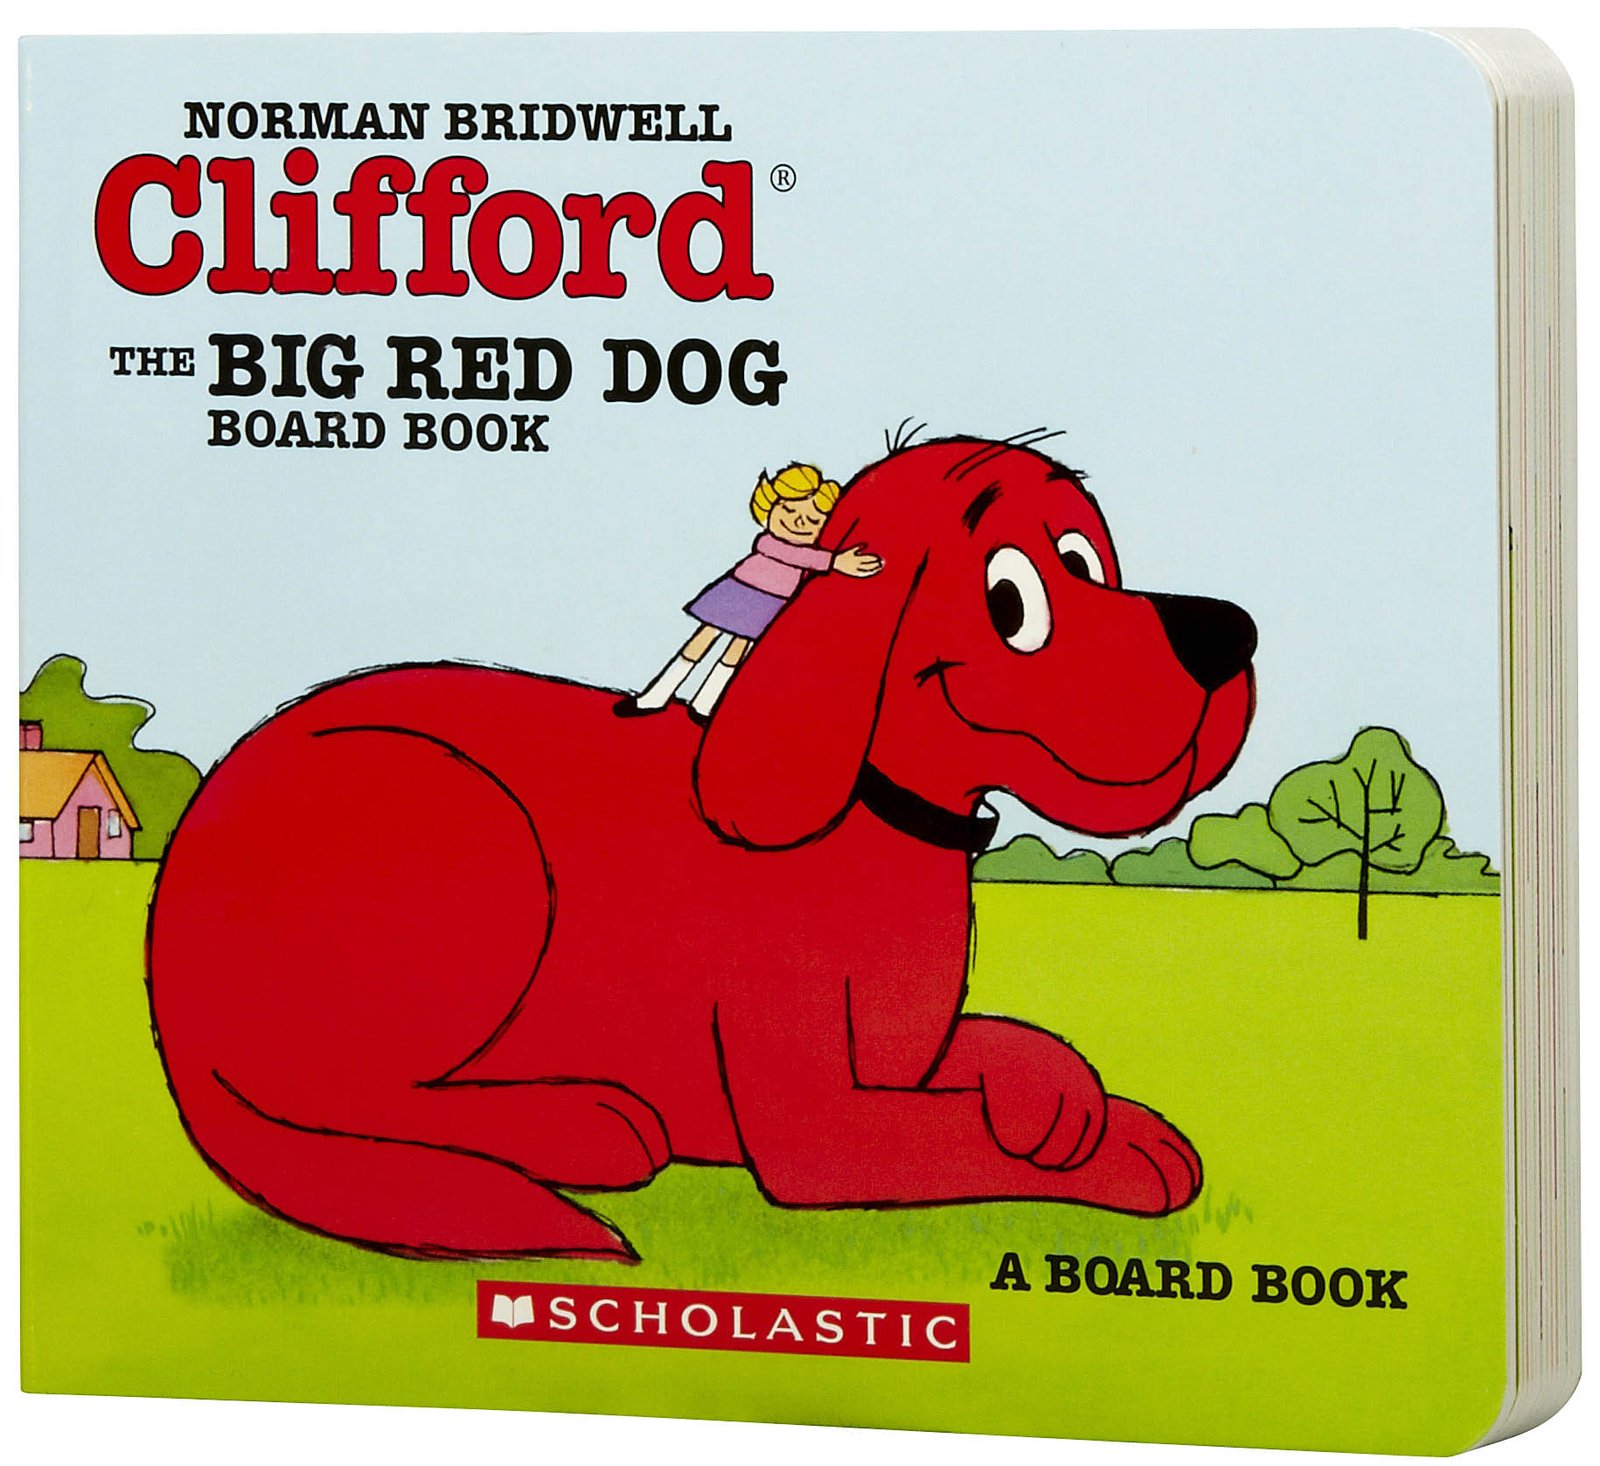 NORMAN BRIDWELL
Clifford®
THE BIG RED DOG
BOARD BOOK
A BOARD BOOK
SCHOLASTIC